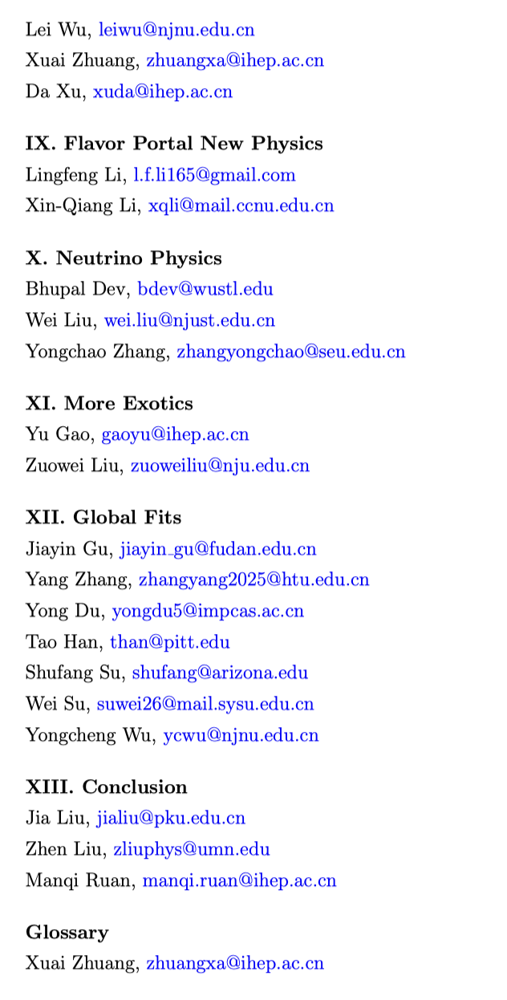 Lei Wu, leiwu@njnu.edu.cn
Xuai Zhuang, zhuangxa@ihep.ac.cn
Da Xu, xuda@ihep.ac.cn
IX. Flavor Portal New Physics
Lingfeng Li, l.f.li165@gmail.com
Xin-Qiang Li, xqli@mail.ccnu.edu.cn
X. Neutrino Physics
Bhupal Dev, bdev@wustl.edu
Wei Liu, wei.liu@njust.edu.cn
Yongchao Zhang, zhangyongchao@seu.edu.cn
XI. More Exotics
Yu Gao, gaoyu@ihep.ac.cn
Zuowei Liu, zuoweiliu@nju.edu.cn
XII. Global Fits
Jiayin Gu, jiayin_gu@fudan.edu.cn
Yang Zhang, zhangyang2025@htu.edu.cn
Yong Du, yongdu5@impcas.ac.cn
Tao Han, than@pitt.edu
Shufang Su, shufang@arizona.edu
Wei Su, suwei26@mail.sysu.edu.cn
Yongcheng Wu, ycwu@njnu.edu.cn
XIII. Conclusion
Jia Liu, jialiu@pku.edu.cn
Zhen Liu, zliuphys@umn.edu
Manqi Ruan, manqi.ruan@ihep.ac.cn
Glossary
Xuai Zhuang, zhuangxa@ihep.ac.cn